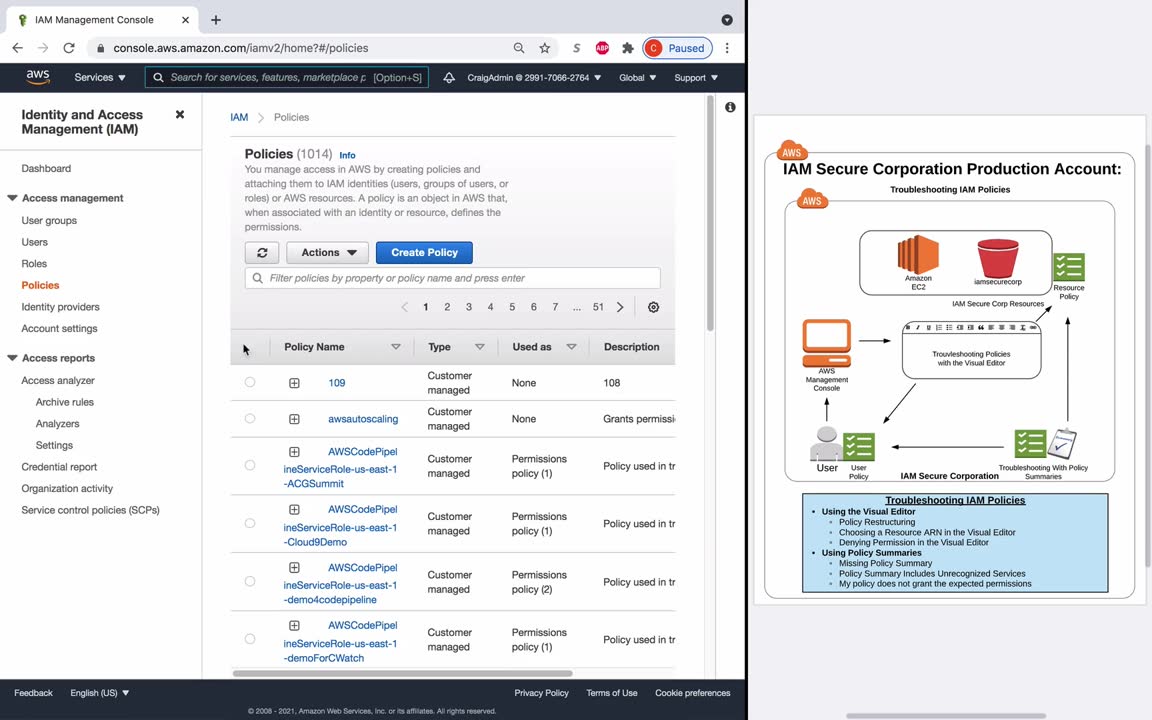 IAM Management Console
console.aws.amazon.com/iamv2/home?#/policies
ABP
C Paused
aws
Services
Search for services, features, marketplace p [Option+S]
CraigAdmin @ 2991-7066-2764
Global
Support
Identity and Access
Management (IAM)
Dashboard
Access management
User groups
Users
Roles
Policies
Identity providers
Account settings
Access reports
Access analyzer
Archive rules
Analyzers
Settings
Credential report
Organization activity
Service control policies (SCPs)
IAM > Policies
Policies (1014) Info
You manage access in AWS by creating policies and
attaching them to IAM identities (users, groups of users, or
roles) or AWS resources. A policy is an object in AWS that,
when associated with an identity or resource, defines the
permissions.
Actions
Create Policy
Filter policies by property or policy name and press enter
1 2 3 4 5 6 7 ... 51
Policy Name Type Used as Description
109 Customer managed None 108
awsautoscaling Customer managed None Grants permissi
AWSCodePipel
ineServiceRole-us-east-1
-ACGSummit
Customer managed
Permissions policy (1)
Policy used in tr
AWSCodePipel
ineServiceRole-us-east-1
-Cloud9Demo
Customer managed
Permissions policy (1)
Policy used in tr
AWSCodePipel
ineServiceRole-us-east-1
-demo4codepipeline
Customer managed
Permissions policy (2)
Policy used in tr
AWSCodePipel
ineServiceRole-us-east-1
-demoForCWatch
Customer managed
Permissions policy (1)
Policy used in tr
Feedback
English (US)
Privacy Policy
Terms of Use
Cookie preferences
© 2008 - 2021, Amazon Web Services, Inc. or its affiliates. All rights reserved.
AWS
IAM Secure Corporation Production Account:
Troubleshooting IAM Policies
AWS
Amazon
EC2
iamsecurecorp
Resource
Policy
IAM Secure Corp Resources
AWS
Management
Console
Trouvleshooting Policies
with the Visual Editor
User
User
Policy
IAM Secure Corporation
Troubleshooting With Policy
Summaries
Troubleshooting IAM Policies
• Using the Visual Editor
Policy Restructuring
Choosing a Resource ARN in the Visual Editor
Denying Permission in the Visual Editor
• Using Policy Summaries
Missing Policy Summary
Policy Summary Includes Unrecognized Services
My policy does not grant the expected permissions